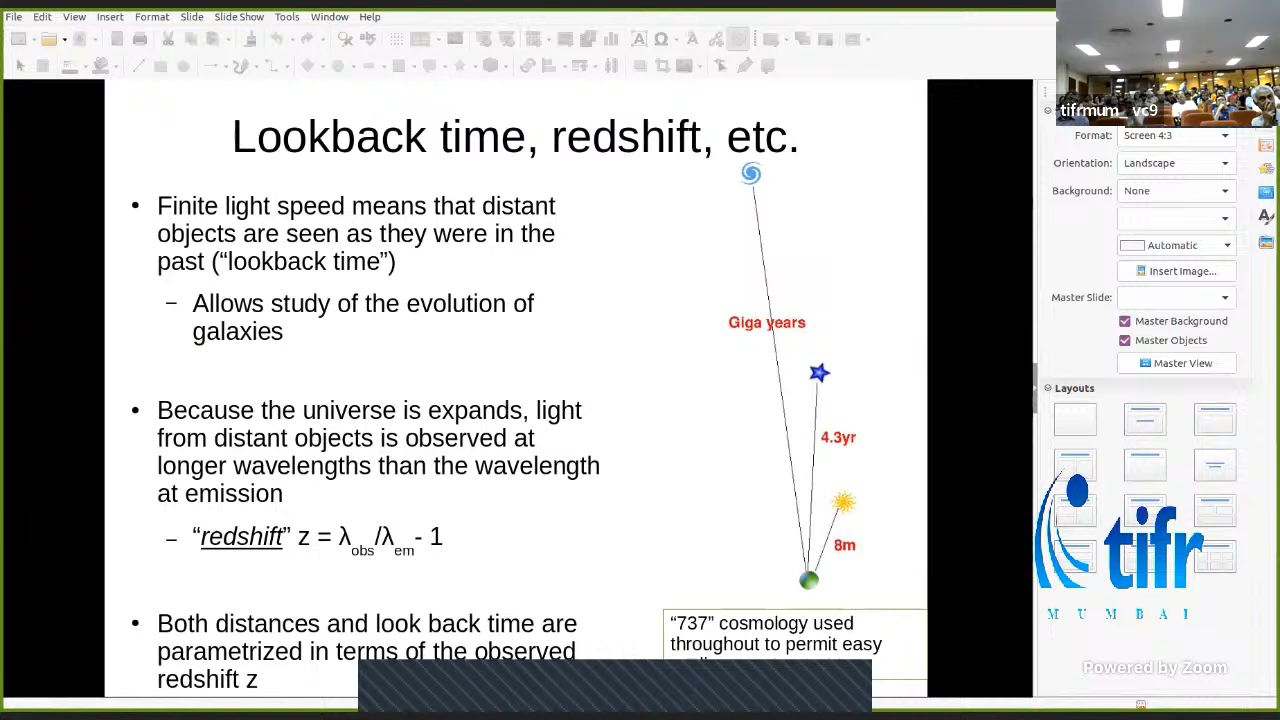 File Edit View Insert Format Slide Slide Show Tools Window Help
tifrmum_ vc9
Format: Screen 4:3
Orientation: Landscape
Background: None
Automatic
Insert Image...
Master Slide:
Master Background
Master Objects
Master View
Layouts
Lookback time, redshift, etc.
• Finite light speed means that distant
objects are seen as they were in the
past (“lookback time”)
– Allows study of the evolution of
galaxies
• Because the universe is expands, light
from distant objects is observed at
longer wavelengths than the wavelength
at emission
– “redshift” z = λobs/λem- 1
• Both distances and look back time are
parametrized in terms of the observed
redshift z
Giga years
4.3yr
8m
“737” cosmology used
throughout to permit easy
tifr
MUMBAI
Powered by Zoom